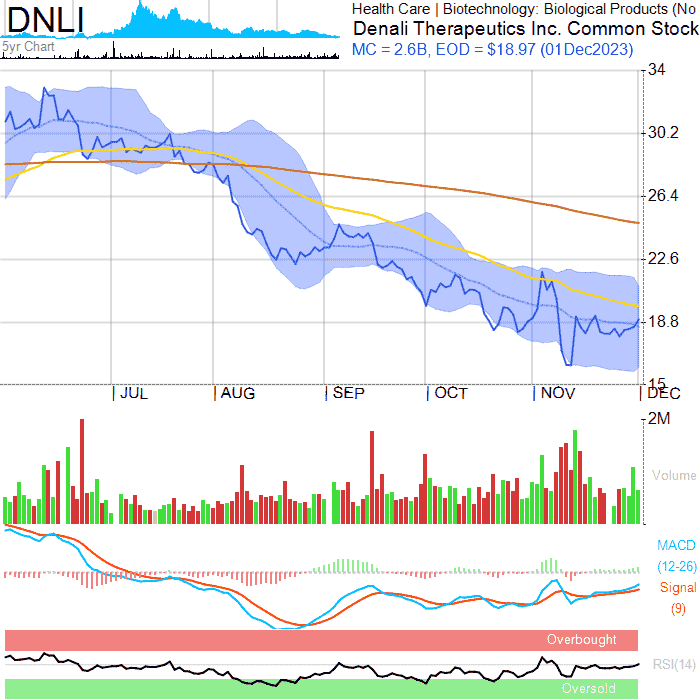 DNLI
5yr Chart
Health Care | Biotechnology: Biological Products (No
Denali Therapeutics Inc. Common Stock
MC = 2.6B, EOD = $18.97 (01Dec2023)
34
30.2
26.4
22.6
18.8
15
| JUL | AUG | SEP | OCT | NOV | DEC
2M
Volume
MACD
(12-26)
Signal
(9)
Overbought
RSI(14)
Oversold